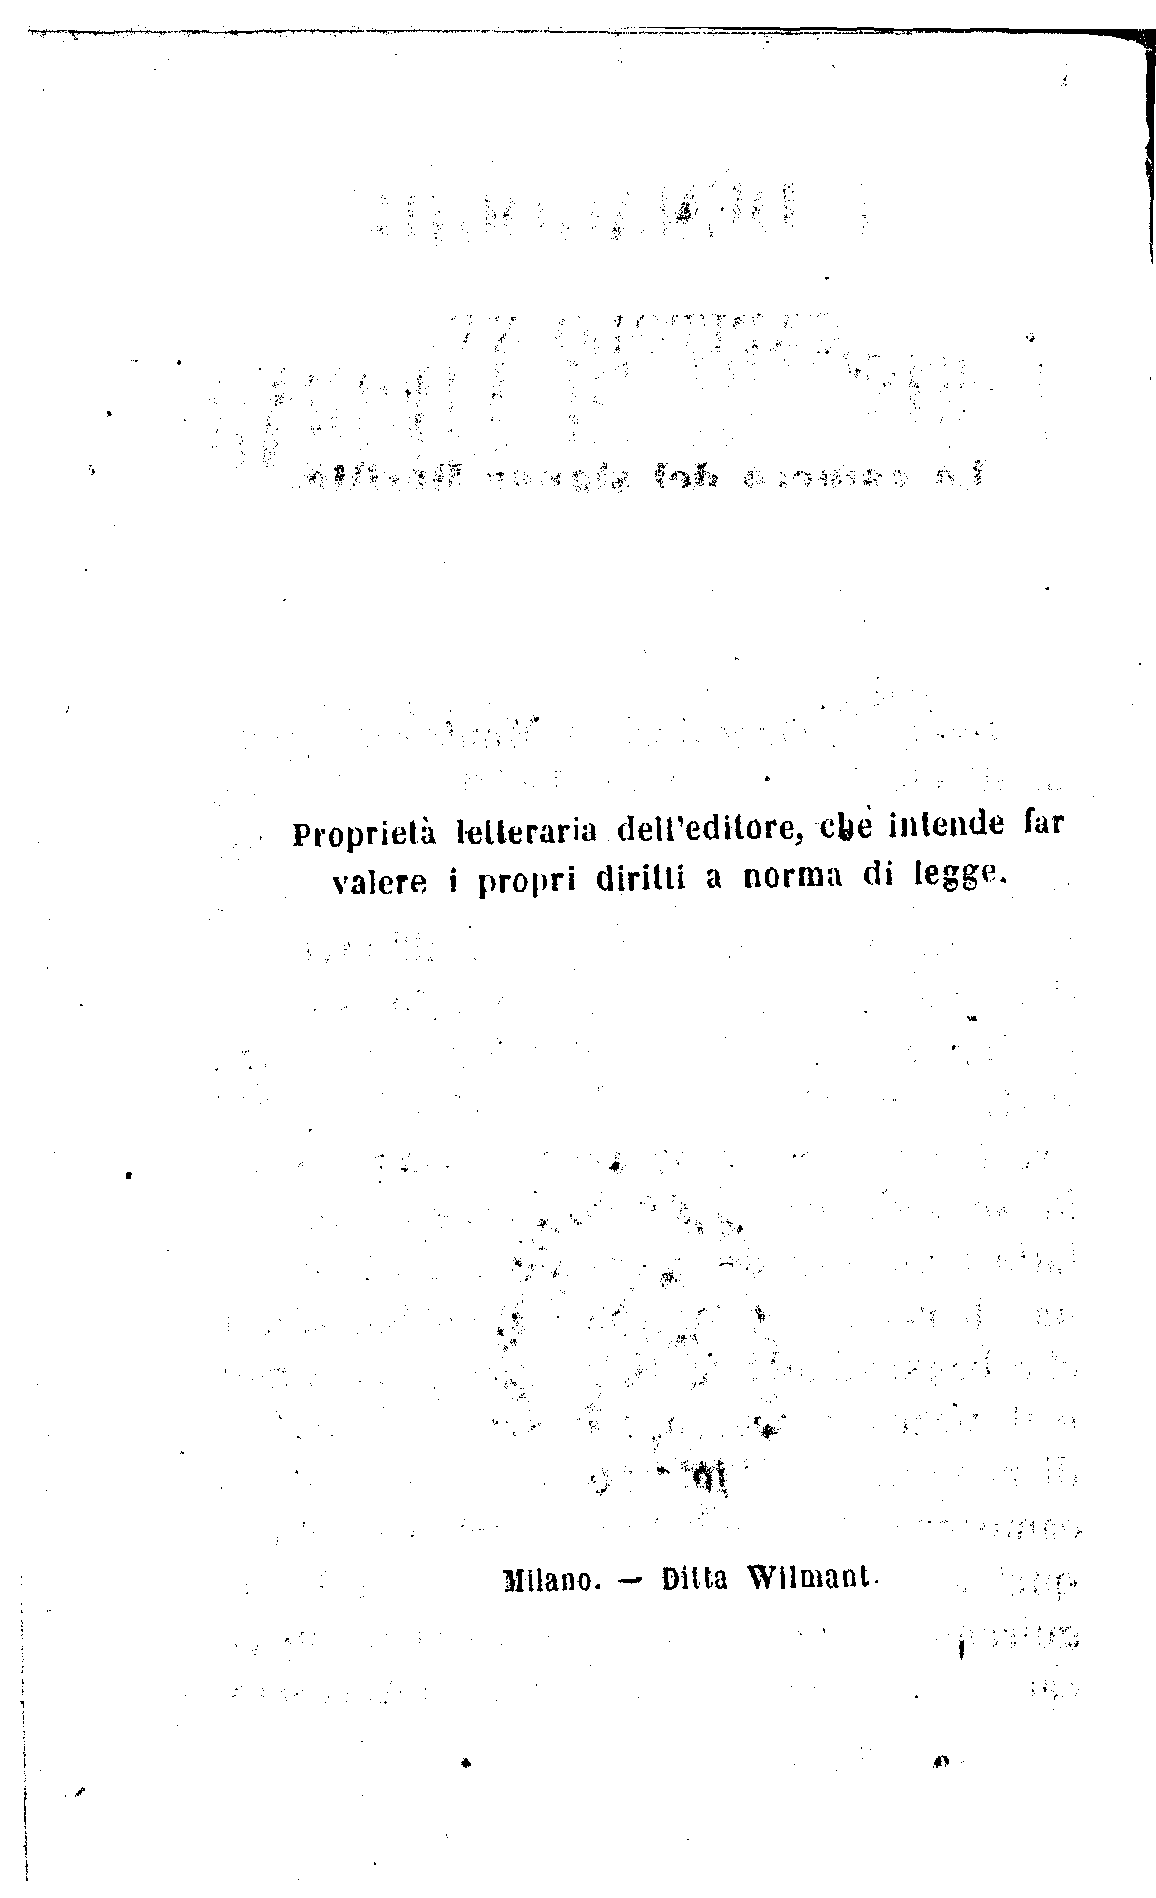 Proprietà letteraria dell'editore, che intende far
valere i propri diritti a norma di legge.
Milano. — Ditta Wilmant.